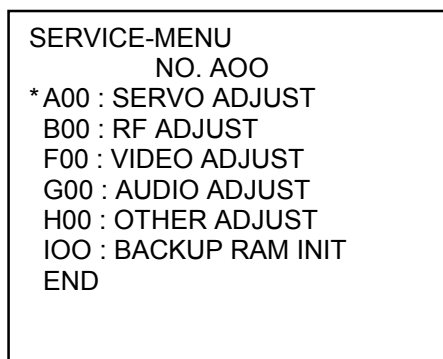 SERVICE-MENU
NO. AOO
*A00 : SERVO ADJUST
B00 : RF ADJUST
F00 : VIDEO ADJUST
G00 : AUDIO ADJUST
H00 : OTHER ADJUST
IOO : BACKUP RAM INIT
END